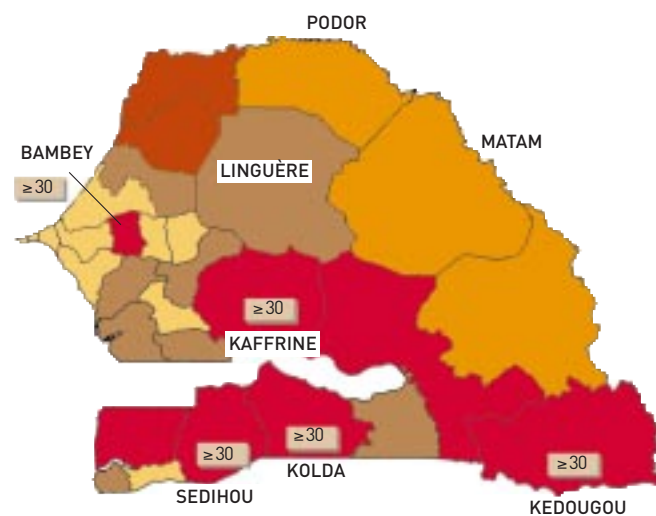 PODOR
MATAM
BAMBEY
LINGUÈRE
≥30
≥30
KAFFRINE
≥30
≥30
≥30
KOLDA
SEDIHOU
KEDOUGOU